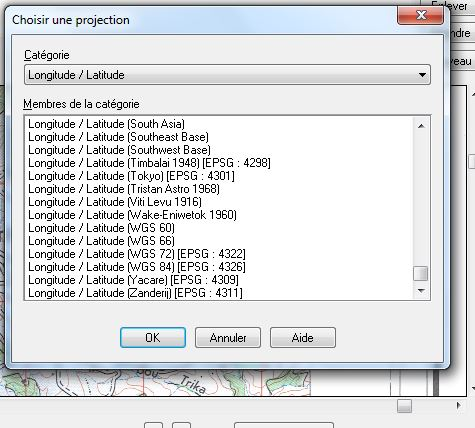 Enlever
Choisir une projection
Catégorie
Longitude / Latitude
Membres de la catégorie
Longitude / Latitude (South Asia)
Longitude / Latitude (Southeast Base)
Longitude / Latitude (Southwest Base)
Longitude / Latitude (Timbalai 1948) [EPSG : 4298]
Longitude / Latitude (Tokyo) [EPSG : 4301]
Longitude / Latitude (Tristan Astro 1968)
Longitude / Latitude (Viti Levu 1916)
Longitude / Latitude (Wake-Eniwetok 1960)
Longitude / Latitude (WGS 60)
Longitude / Latitude (WGS 66)
Longitude / Latitude (WGS 72) [EPSG : 4322]
Longitude / Latitude (WGS 84) [EPSG : 4326]
Longitude / Latitude (Yacare) [EPSG : 4309]
Longitude / Latitude (Zanderij) [EPSG : 4311]
OK
Annuler
Aide
Trika